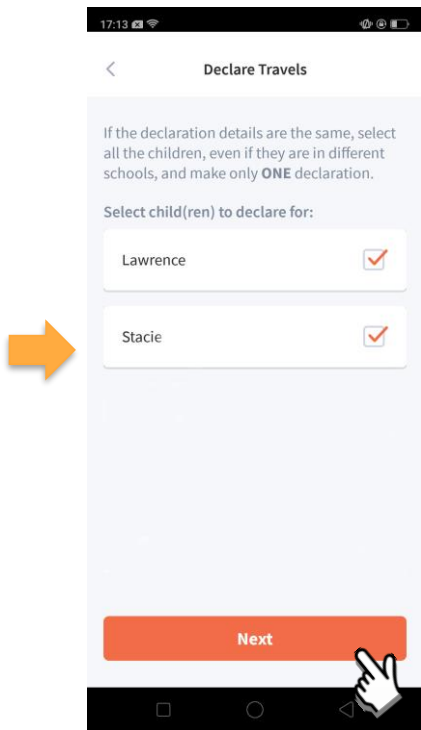 17:13
Declare Travels
If the declaration details are the same, select
all the children, even if they are in different
schools, and make only ONE declaration.
Select child(ren) to declare for:
Lawrence
Stacie
Next